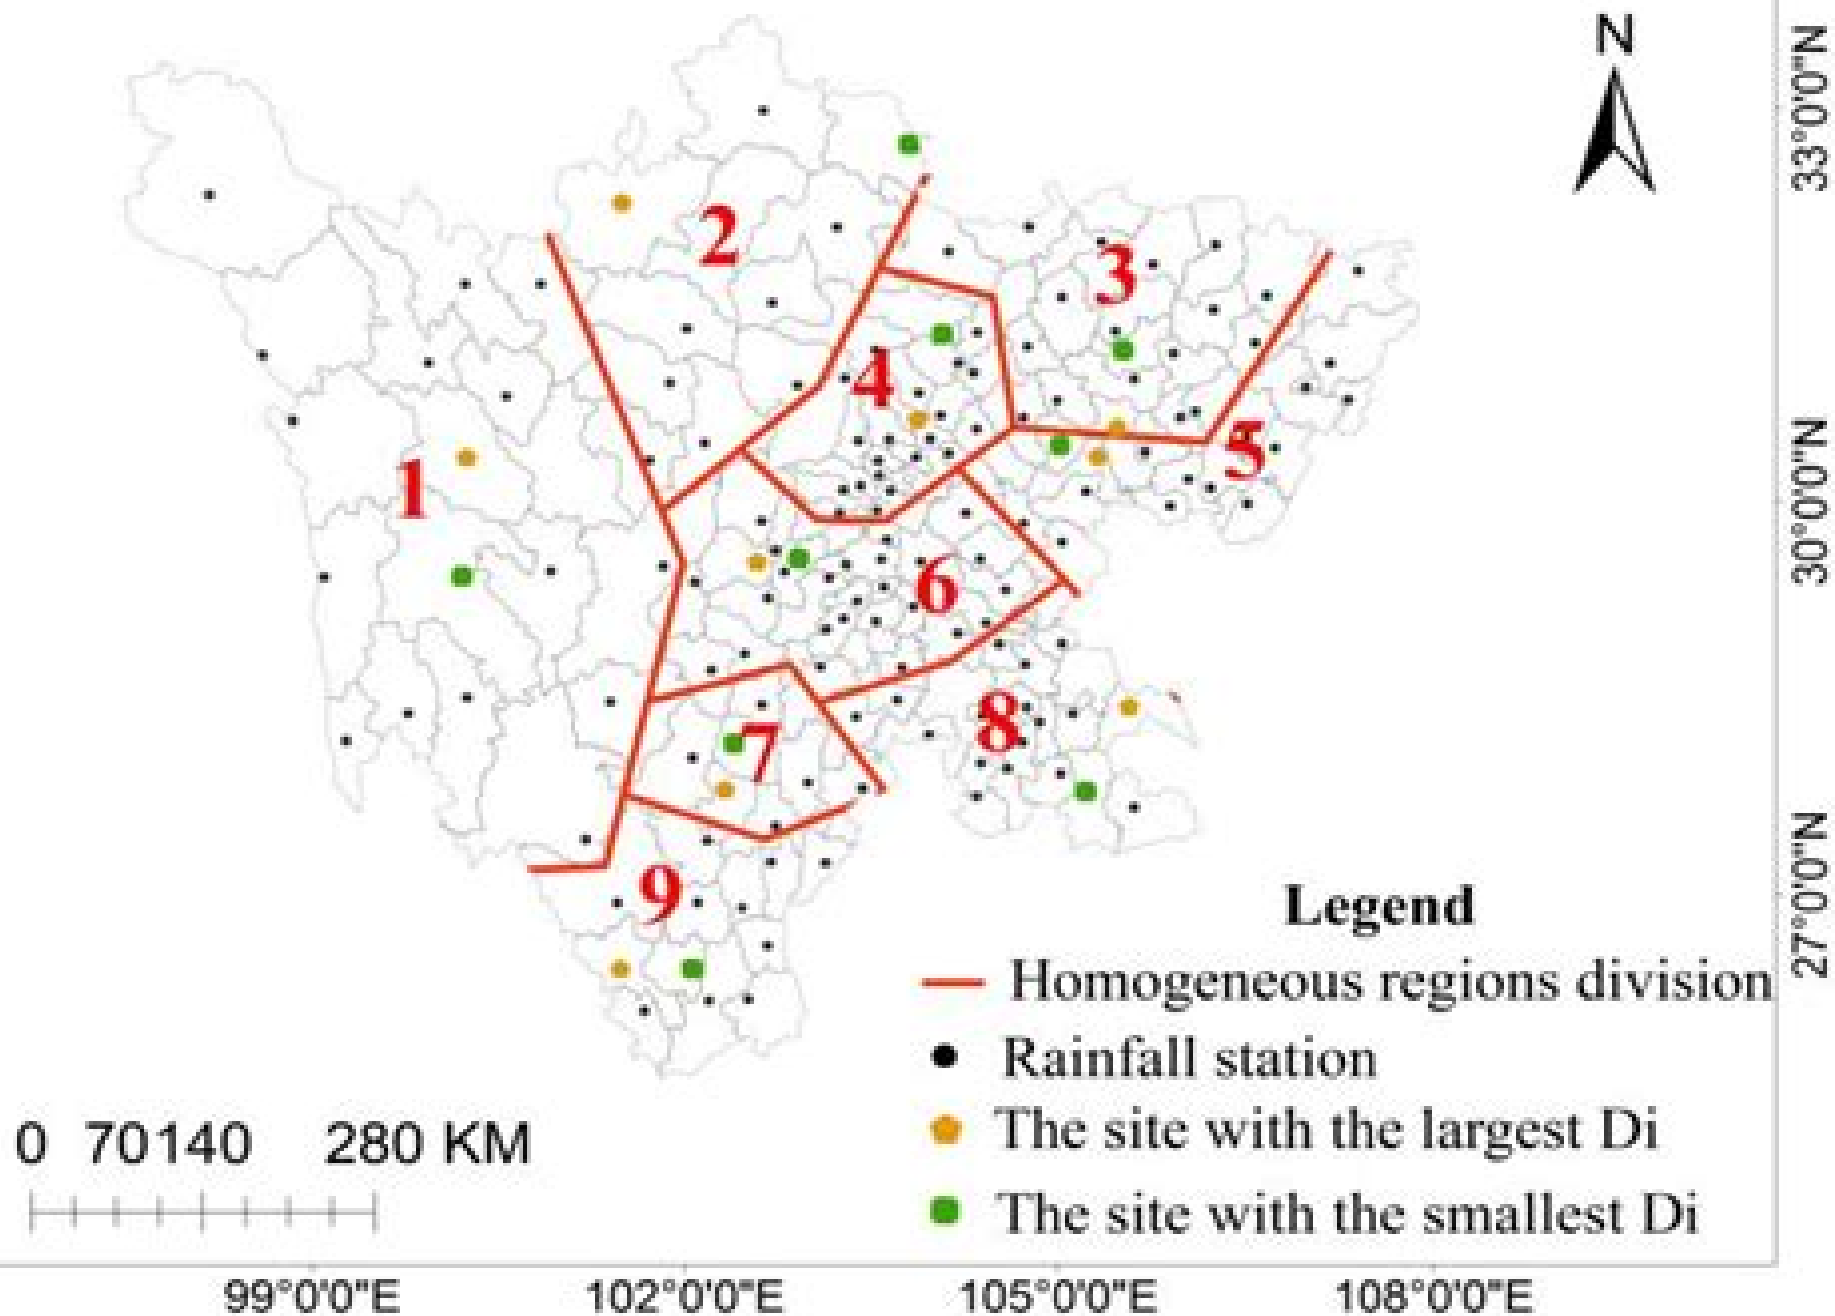 N
33°0'0"N
2
3
4
5
1
30°0'0"N
6
8
7
9
27°0'0"N
Legend
Homogeneous regions division
Rainfall station
The site with the largest Di
The site with the smallest Di
0 70 140 280 KM
99°0'0"E 102°0'0"E 105°0'0"E 108°0'0"E